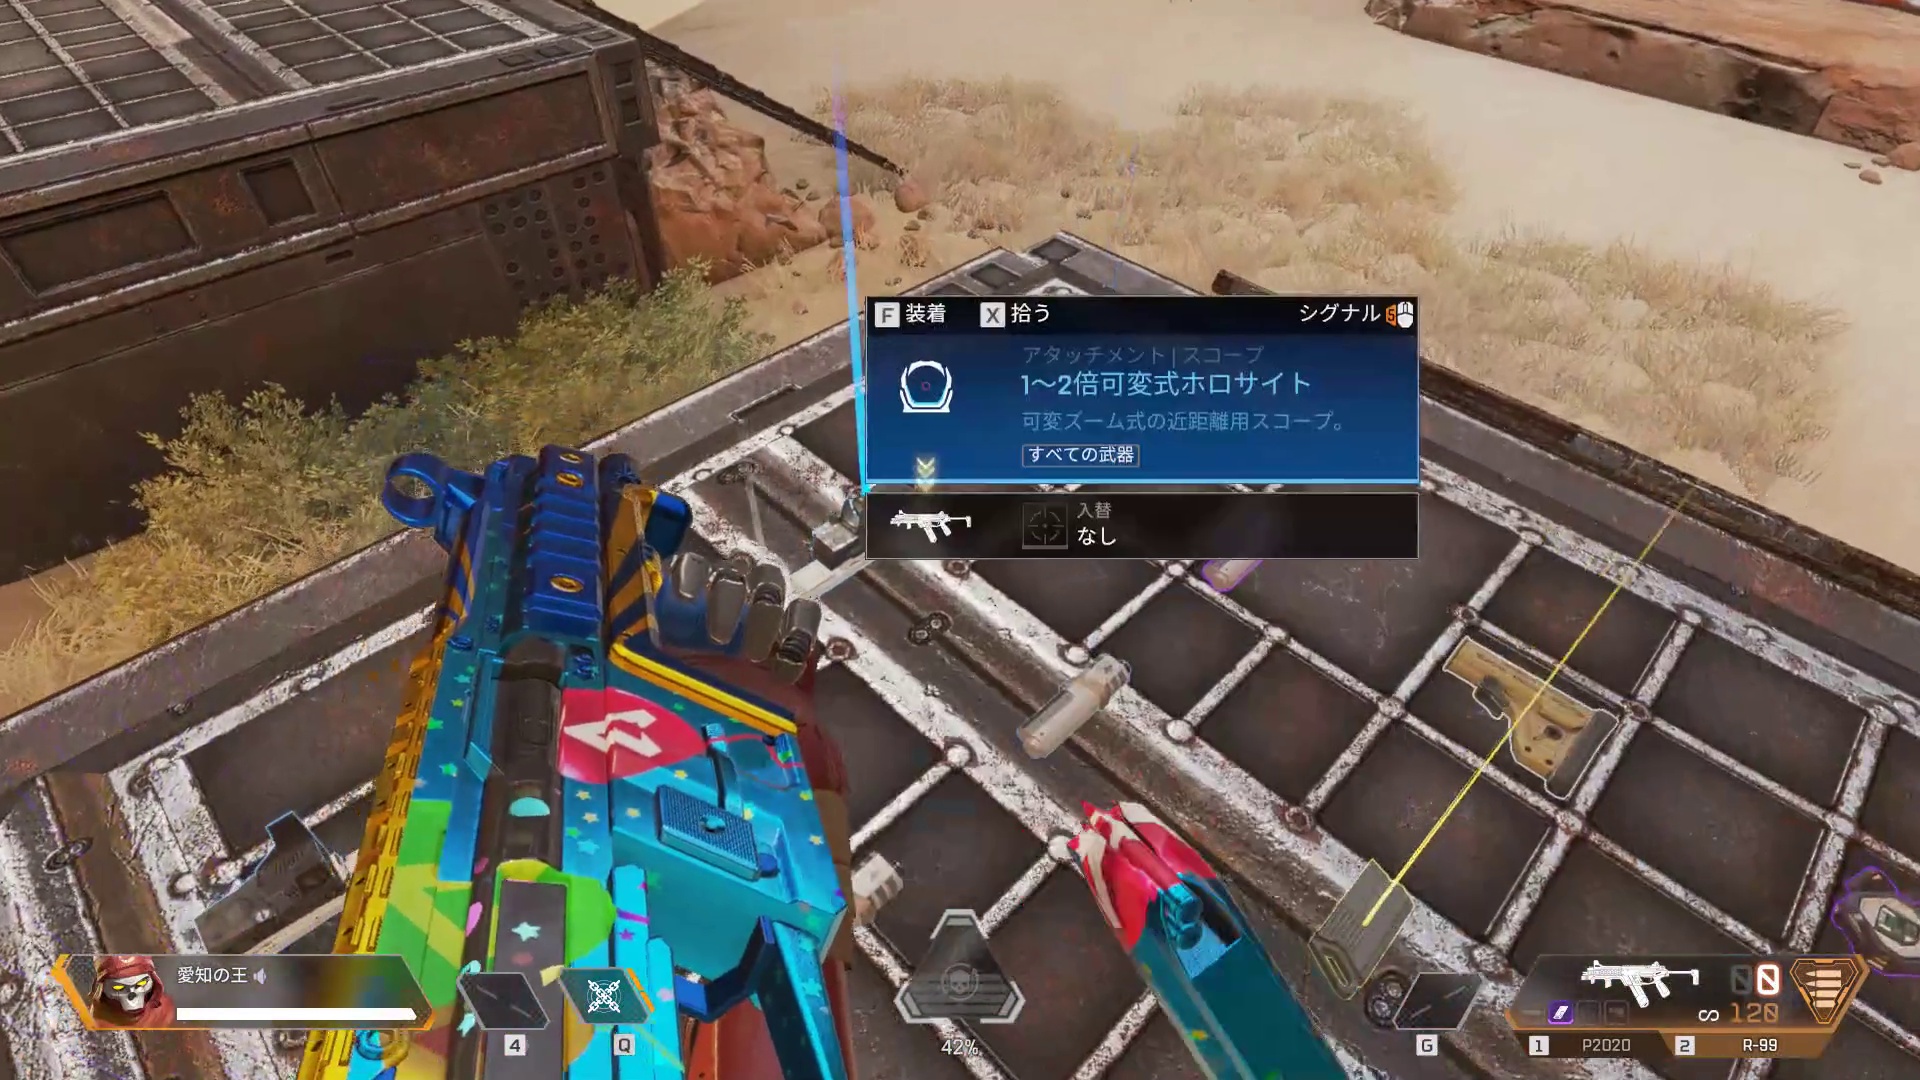 F 装着 X 拾う シグナル 5
アタッチメント | スコープ
1～2倍可変式ホロサイト
可変ズーム式の近距離用スコープ。
すべての武器
入替
なし
愛知の王
4
Q
42%
G
00
∞ 120
1 P2020 2 R-99